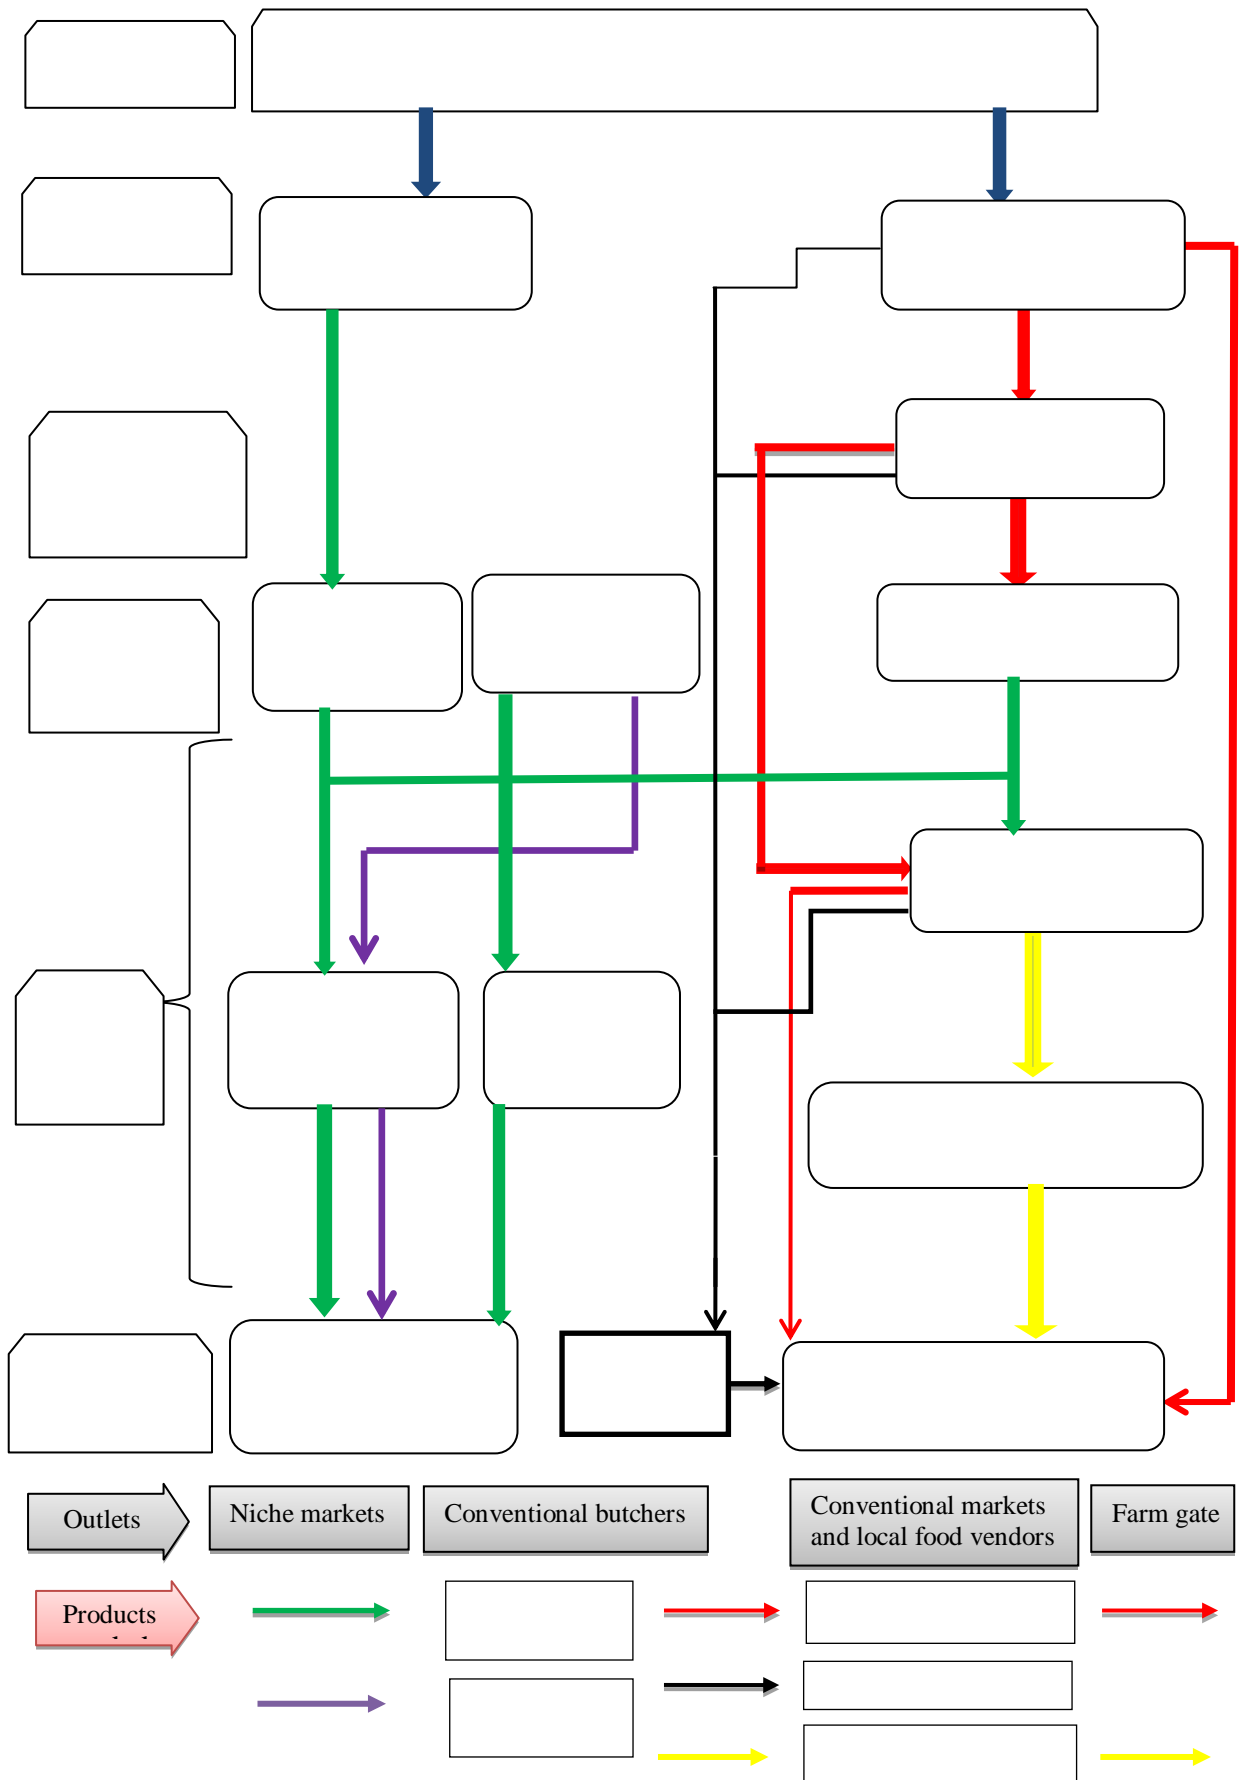 Outlets
Niche markets
Conventional butchers
Conventional markets
and local food vendors
Farm gate
Products